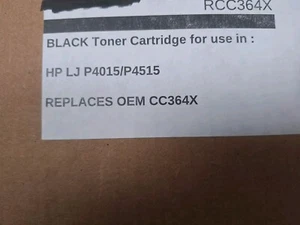 RCC364X
BLACK Toner Cartridge for use in :
HP LJ P4015/P4515
REPLACES OEM CC364X